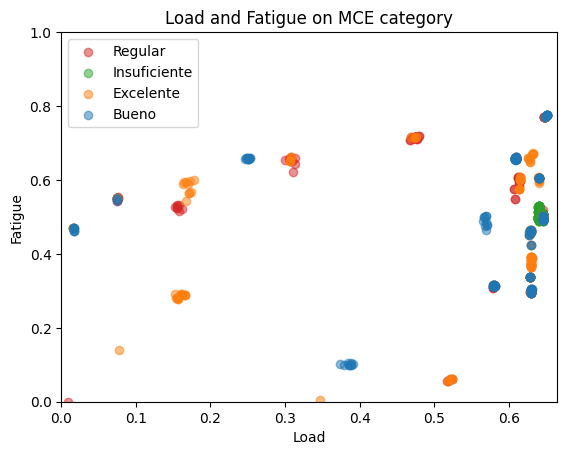 Load and Fatigue on MCE category
Regular
Insuficiente
Excelente
Bueno
1.0
0.8
0.6
0.4
0.2
0.0
Fatigue
0.0 0.1 0.2 0.3 0.4 0.5 0.6
Load